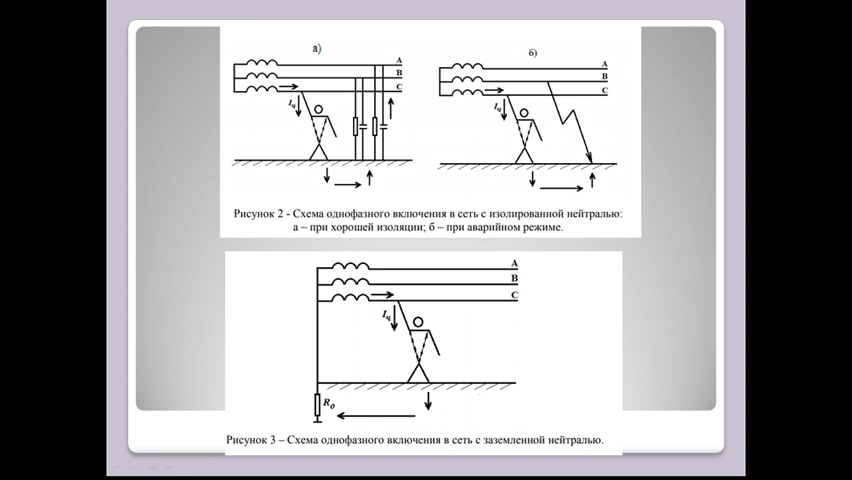 а)
A
B
C
Iч
б)
A
B
C
Iч
Рисунок 2 - Схема однофазного включения в сеть с изолированной нейтралью:
а – при хорошей изоляции; б – при аварийном режиме.
A
B
C
Iч
R0
Рисунок 3 – Схема однофазного включения в сеть с заземленной нейтралью.